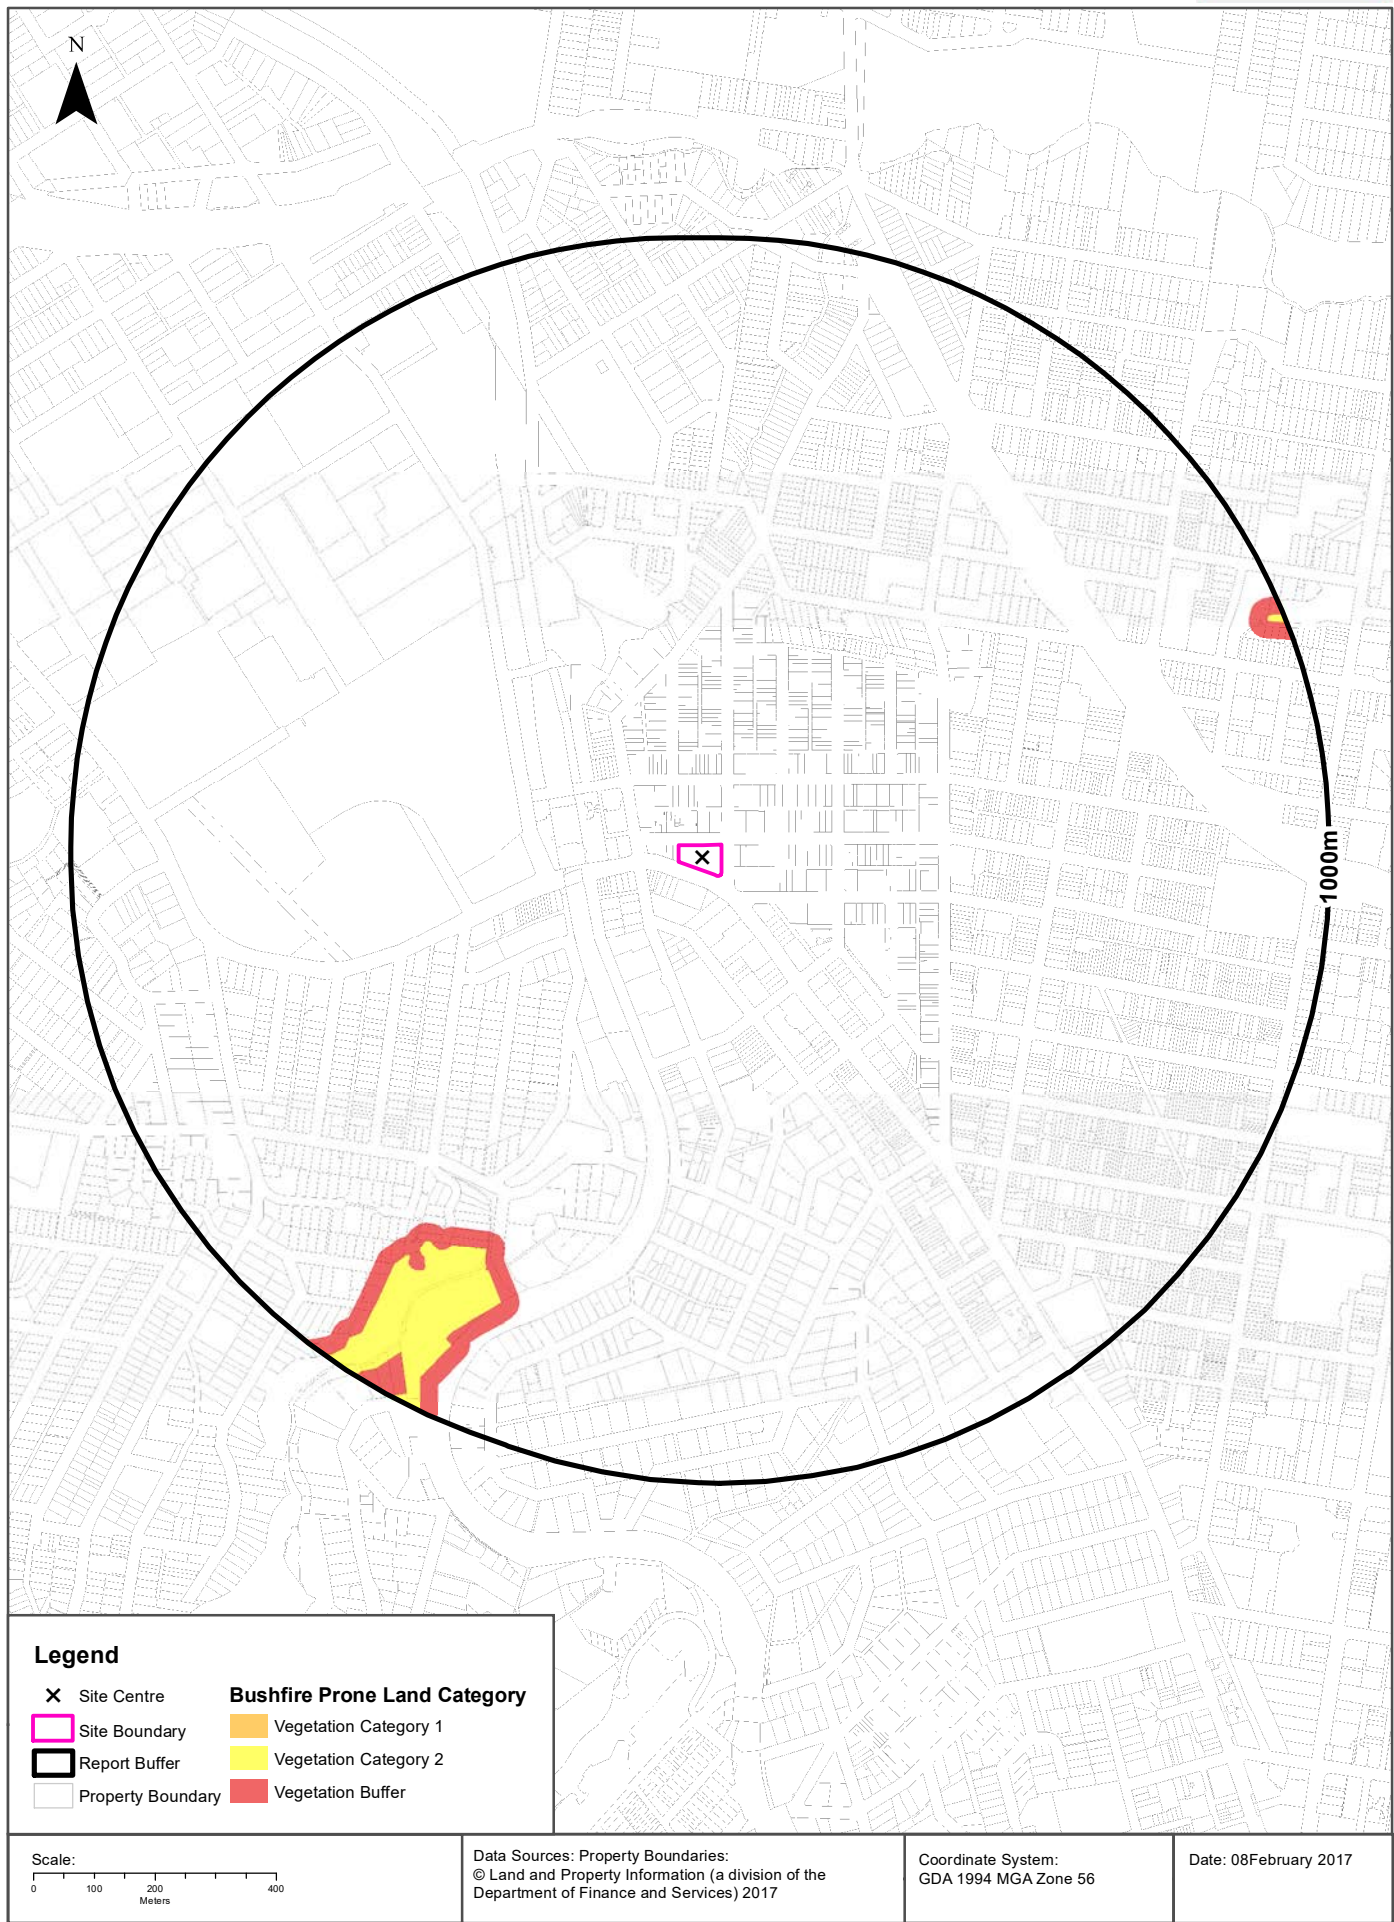 N
1000m
Legend
Site Centre
Site Boundary
Report Buffer
Property Boundary
Bushfire Prone Land Category
Vegetation Category 1
Vegetation Category 2
Vegetation Buffer
Scale:
0 100 200 400
Meters
Data Sources: Property Boundaries:
© Land and Property Information (a division of the
Department of Finance and Services) 2017
Coordinate System:
GDA 1994 MGA Zone 56
Date: 08February 2017